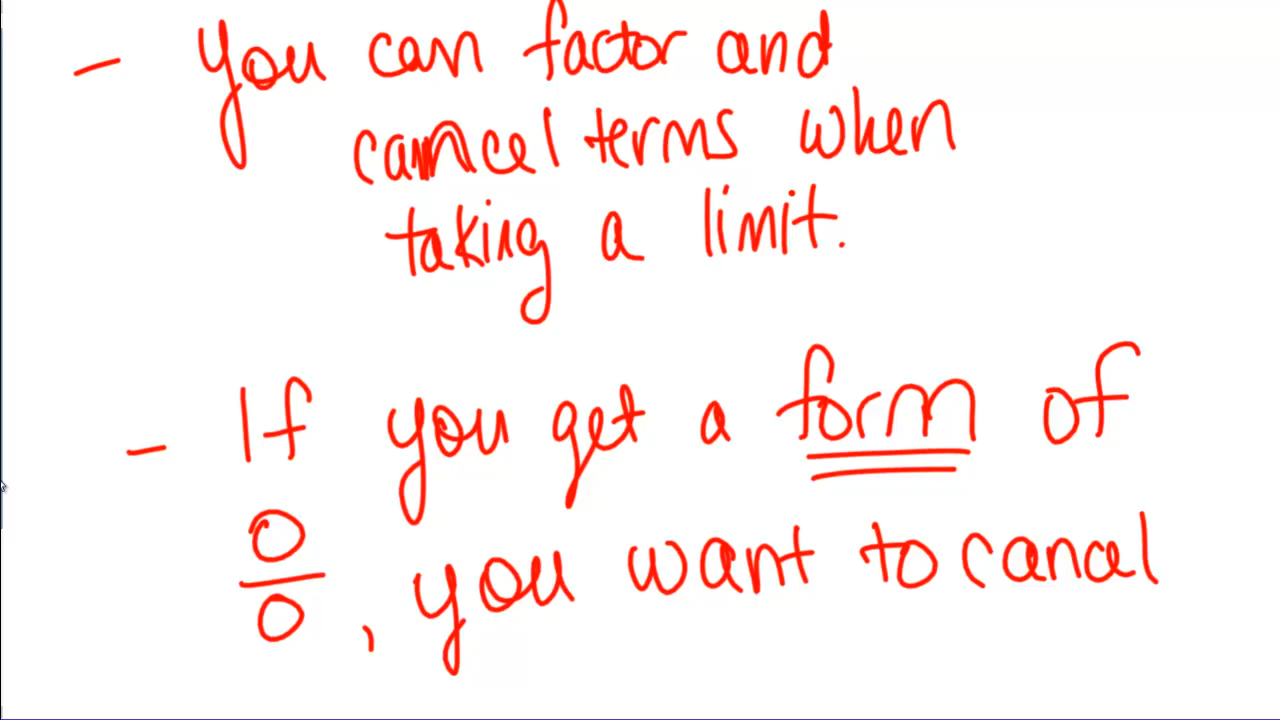 - You can factor and
cancel terms when
taking a limit.
- If you get a form of
0/0, you want to cancel